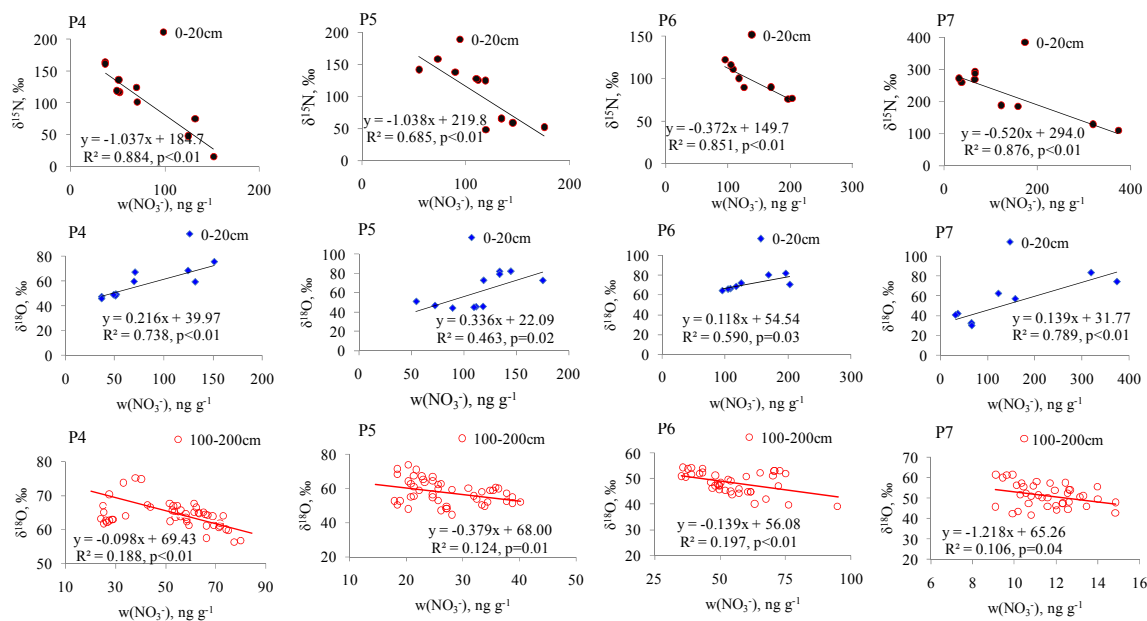 P4
0-20cm
δ¹⁵N, ‰
200
150
100
50
0
y = -1.037x + 184.7
R² = 0.884, p<0.01
0 100 200
w(NO₃⁻), ng g⁻¹
P5
0-20cm
δ¹⁵N, ‰
200
150
100
50
0
y = -1.038x + 219.8
R² = 0.685, p<0.01
0 100 200
w(NO₃⁻), ng g⁻¹
P6
0-20cm
δ¹⁵N, ‰
150
100
50
0
y = -0.372x + 149.7
R² = 0.851, p<0.01
0 100 200 300
w(NO₃⁻), ng g⁻¹
P7
0-20cm
δ¹⁵N, ‰
400
300
200
100
0
y = -0.520x + 294.0
R² = 0.876, p<0.01
0 200 400
w(NO₃⁻), ng g⁻¹
P4
0-20cm
δ¹⁸O, ‰
80
60
40
20
0
y = 0.216x + 39.97
R² = 0.738, p<0.01
0 50 100 150 200
w(NO₃⁻), ng g⁻¹
P5
0-20cm
δ¹⁸O, ‰
100
80
60
40
20
0
y = 0.336x + 22.09
R² = 0.463, p=0.02
0 50 100 150 200
w(NO₃⁻), ng g⁻¹
P6
0-20cm
δ¹⁸O, ‰
100
80
60
40
20
0
y = 0.118x + 54.54
R² = 0.590, p=0.03
0 100 200 300
w(NO₃⁻), ng g⁻¹
P7
0-20cm
δ¹⁸O, ‰
100
80
60
40
20
0
y = 0.139x + 31.77
R² = 0.789, p<0.01
0 100 200 300 400
w(NO₃⁻), ng g⁻¹
P4
100-200cm
δ¹⁸O, ‰
80
70
60
50
y = -0.098x + 69.43
R² = 0.188, p<0.01
20 40 60 80 100
w(NO₃⁻), ng g⁻¹
P5
100-200cm
δ¹⁸O, ‰
80
60
40
20
y = -0.379x + 68.00
R² = 0.124, p=0.01
10 20 30 40 50
w(NO₃⁻), ng g⁻¹
P6
100-200cm
δ¹⁸O, ‰
60
50
40
30
20
y = -0.139x + 56.08
R² = 0.197, p<0.01
25 50 75 100
w(NO₃⁻), ng g⁻¹
P7
100-200cm
δ¹⁸O, ‰
70
60
50
40
30
20
y = -1.218x + 65.26
R² = 0.106, p=0.04
6 8 10 12 14 16
w(NO₃⁻), ng g⁻¹